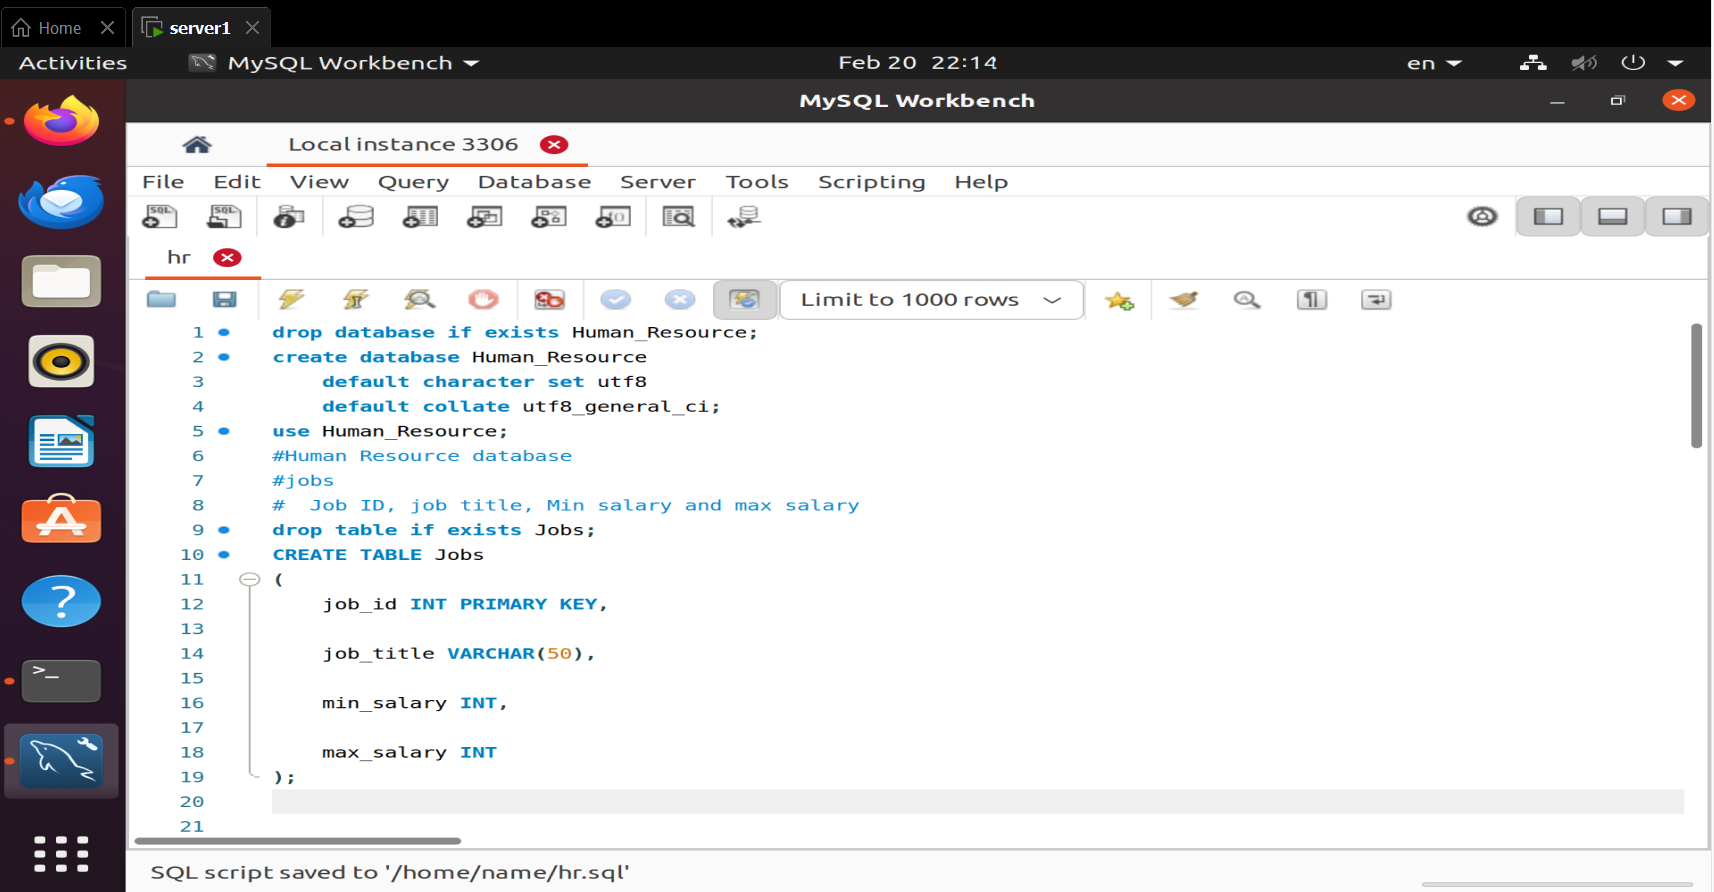 Home
server1
Activities
MySQL Workbench
Feb 20 22:14
en
MySQL Workbench
Local instance 3306
File Edit View Query Database Server Tools Scripting Help
SQL SQL
hr
Limit to 1000 rows
1 drop database if exists Human_Resource;
2 create database Human_Resource
3 default character set utf8
4 default collate utf8_general_ci;
5 use Human_Resource;
6 #Human Resource database
7 #jobs
8 #  Job ID, job title, Min salary and max salary
9 drop table if exists Jobs;
10 CREATE TABLE Jobs
11 (
12 job_id INT PRIMARY KEY,
13
14 job_title VARCHAR(50),
15
16 min_salary INT,
17
18 max_salary INT
19 );
20
21
SQL script saved to '/home/name/hr.sql'